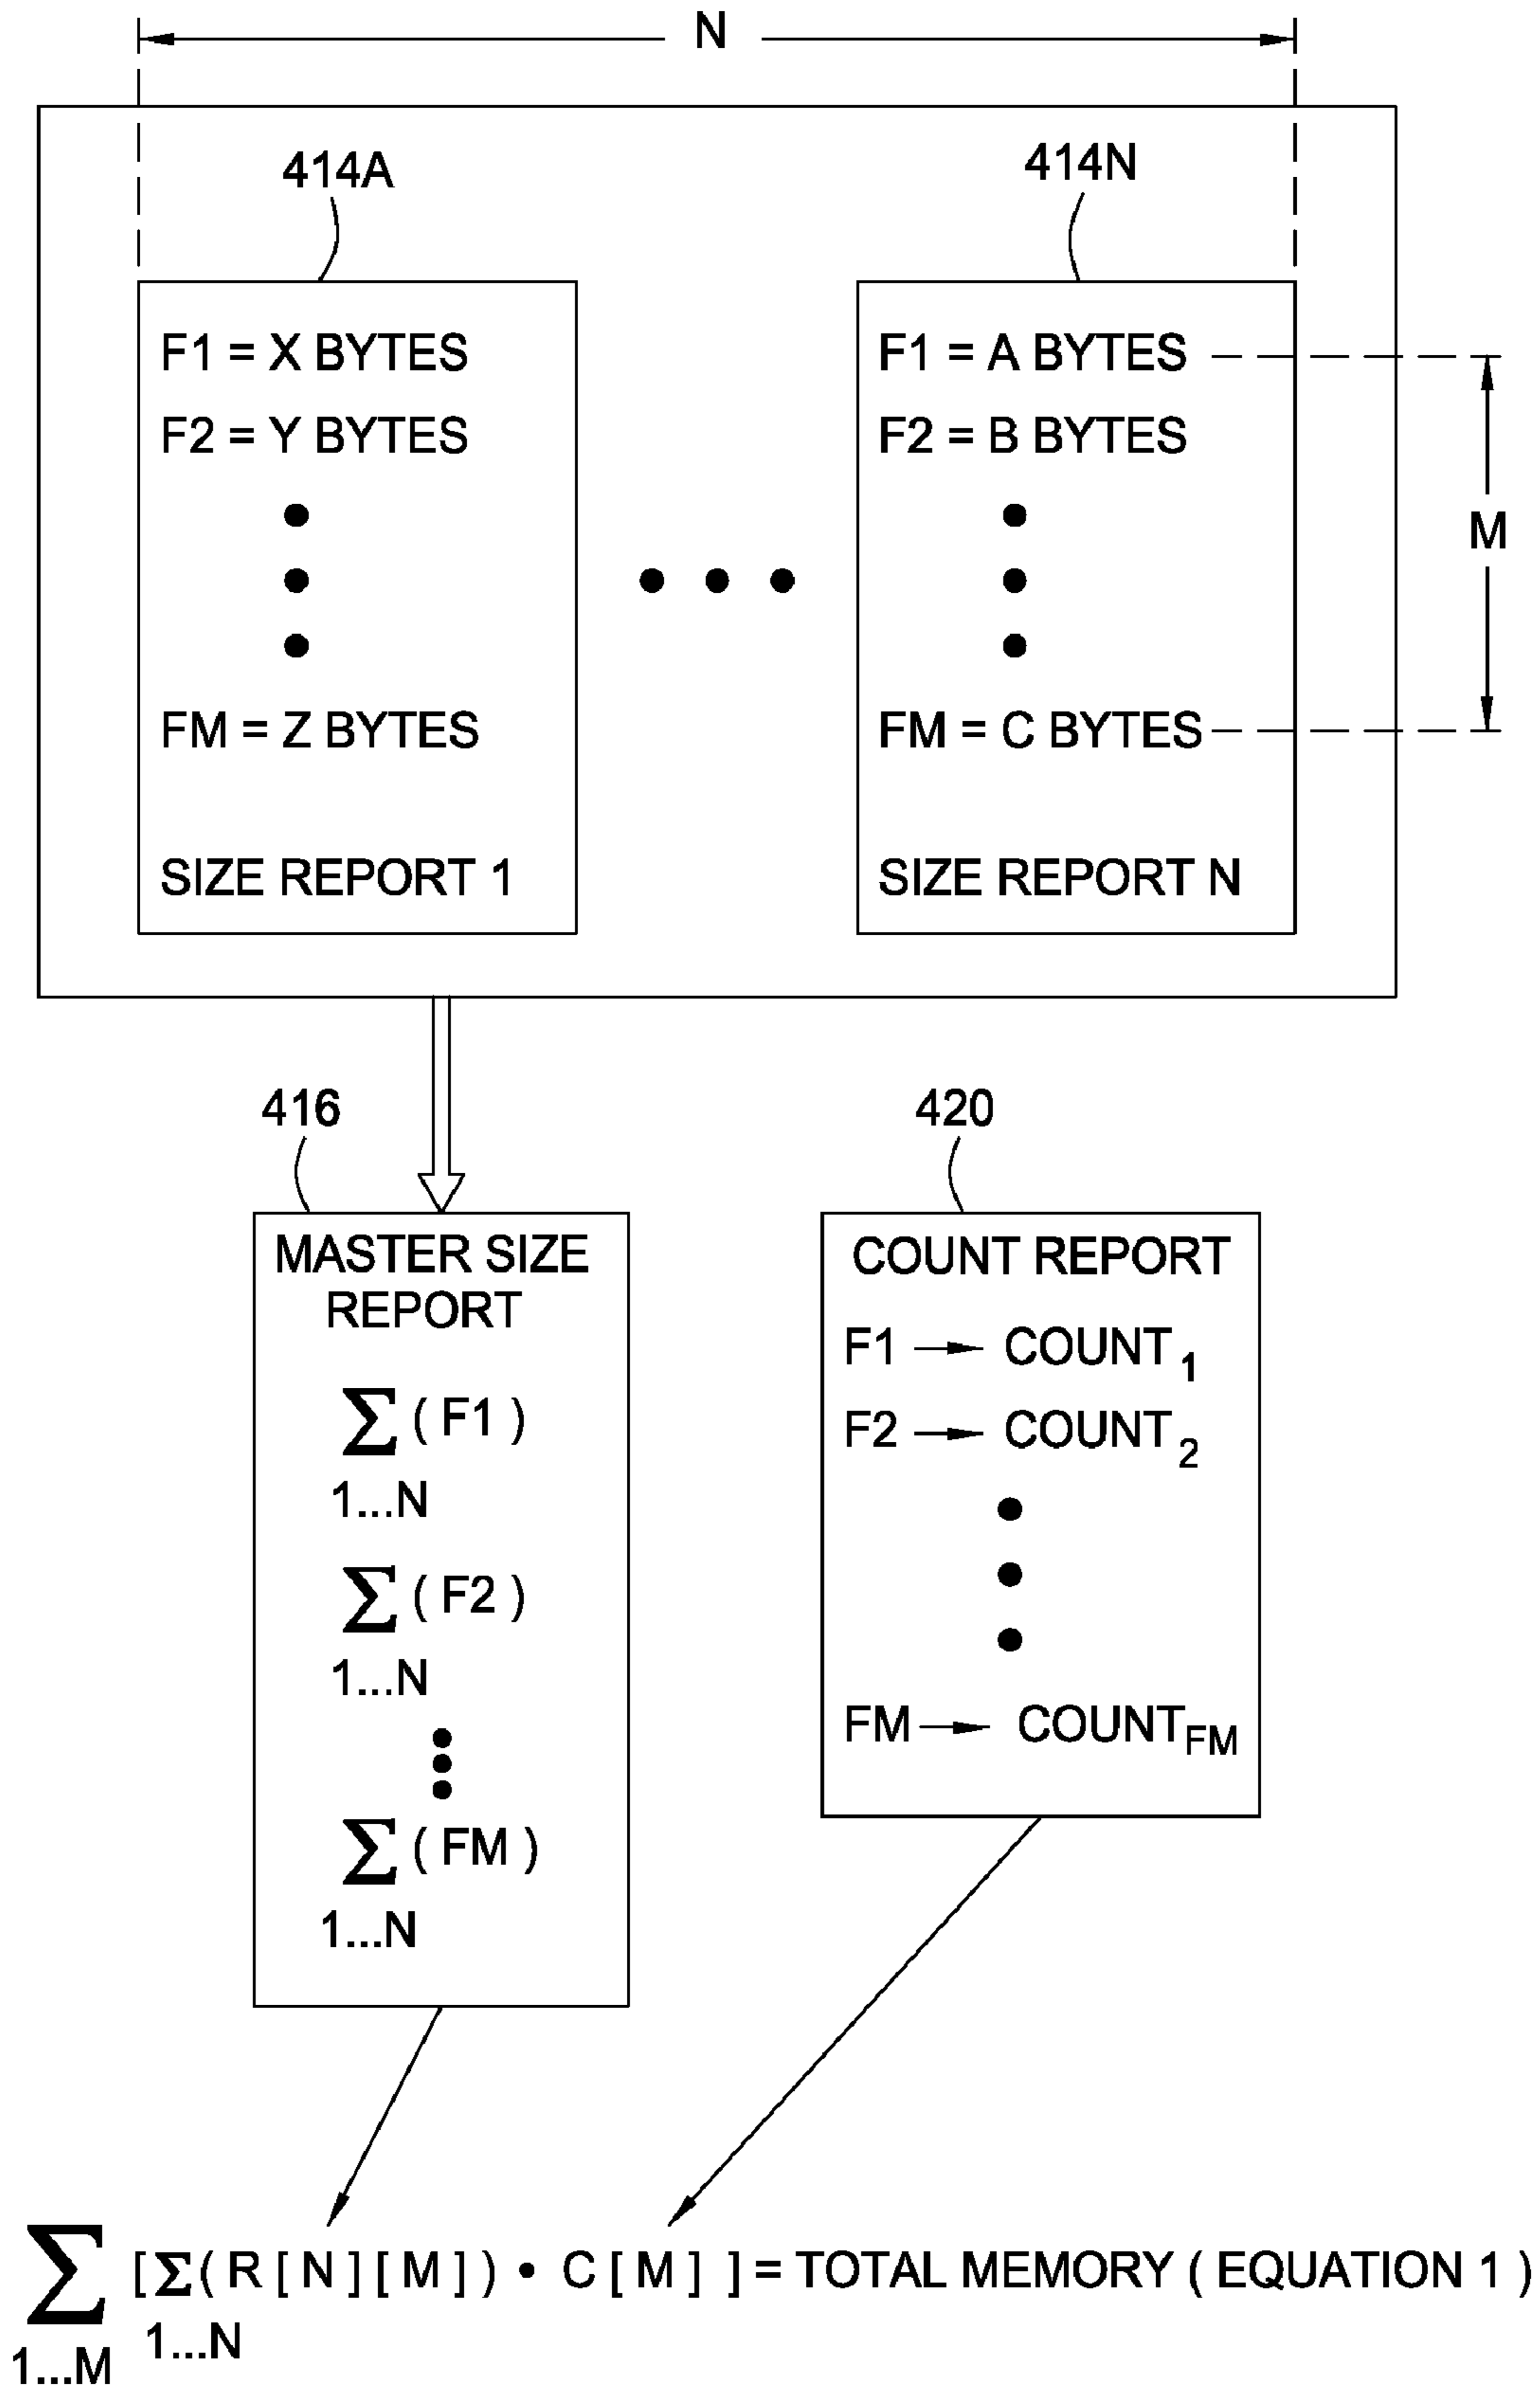 N
414A
414N
F1 = X BYTES
F2 = Y BYTES
FM = Z BYTES
SIZE REPORT 1
F1 = A BYTES
F2 = B BYTES
FM = C BYTES
SIZE REPORT N
M
416
MASTER SIZE
REPORT
∑ ( F1 )
1...N
∑ ( F2 )
1...N
∑ ( FM )
1...N
420
COUNT REPORT
F1 → COUNT₁
F2 → COUNT₂
FM → COUNT_FM
∑ [ ∑ ( R [ N ] [ M ] ) • C [ M ] ] = TOTAL MEMORY ( EQUATION 1 )
1...M 1...N